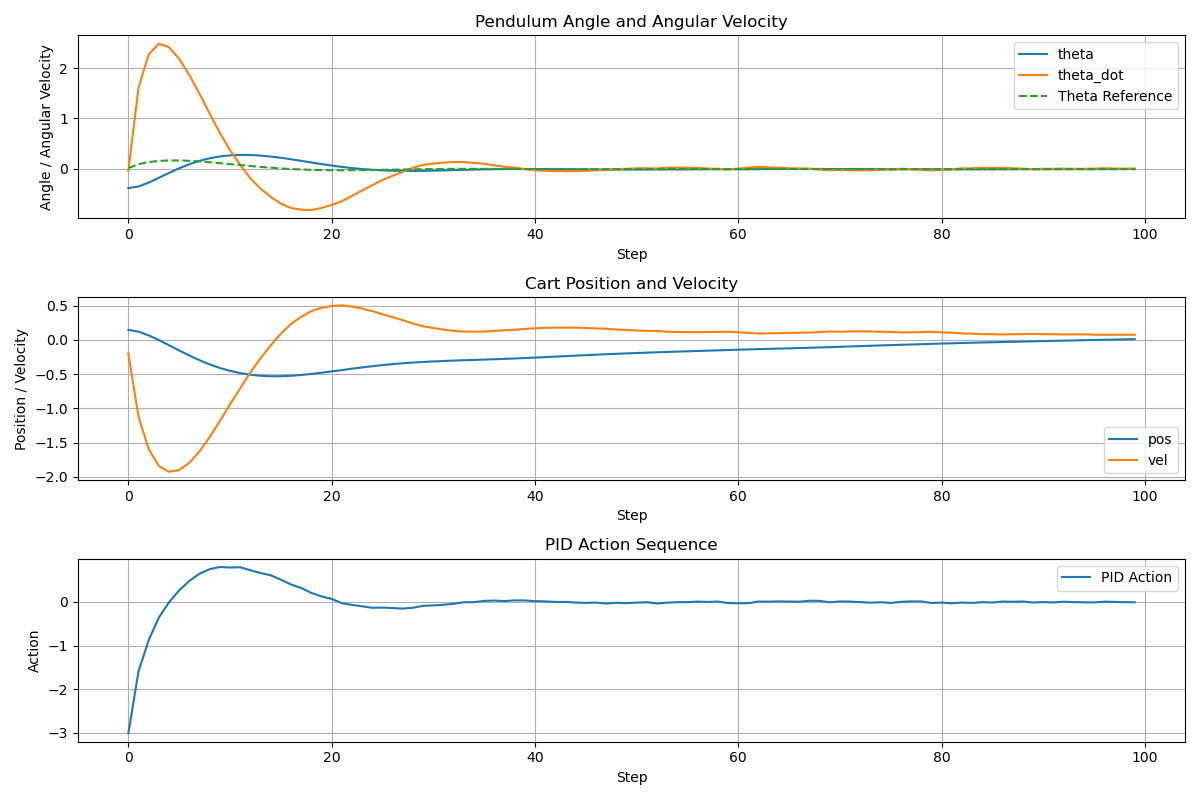 Pendulum Angle and Angular Velocity
Angle / Angular Velocity
2
1
0
theta
theta_dot
Theta Reference
0 20 40 60 80 100
Step
Cart Position and Velocity
Position / Velocity
0.5
0.0
−0.5
−1.0
−1.5
−2.0
pos
vel
0 20 40 60 80 100
Step
PID Action Sequence
Action
0
−1
−2
−3
PID Action
0 20 40 60 80 100
Step